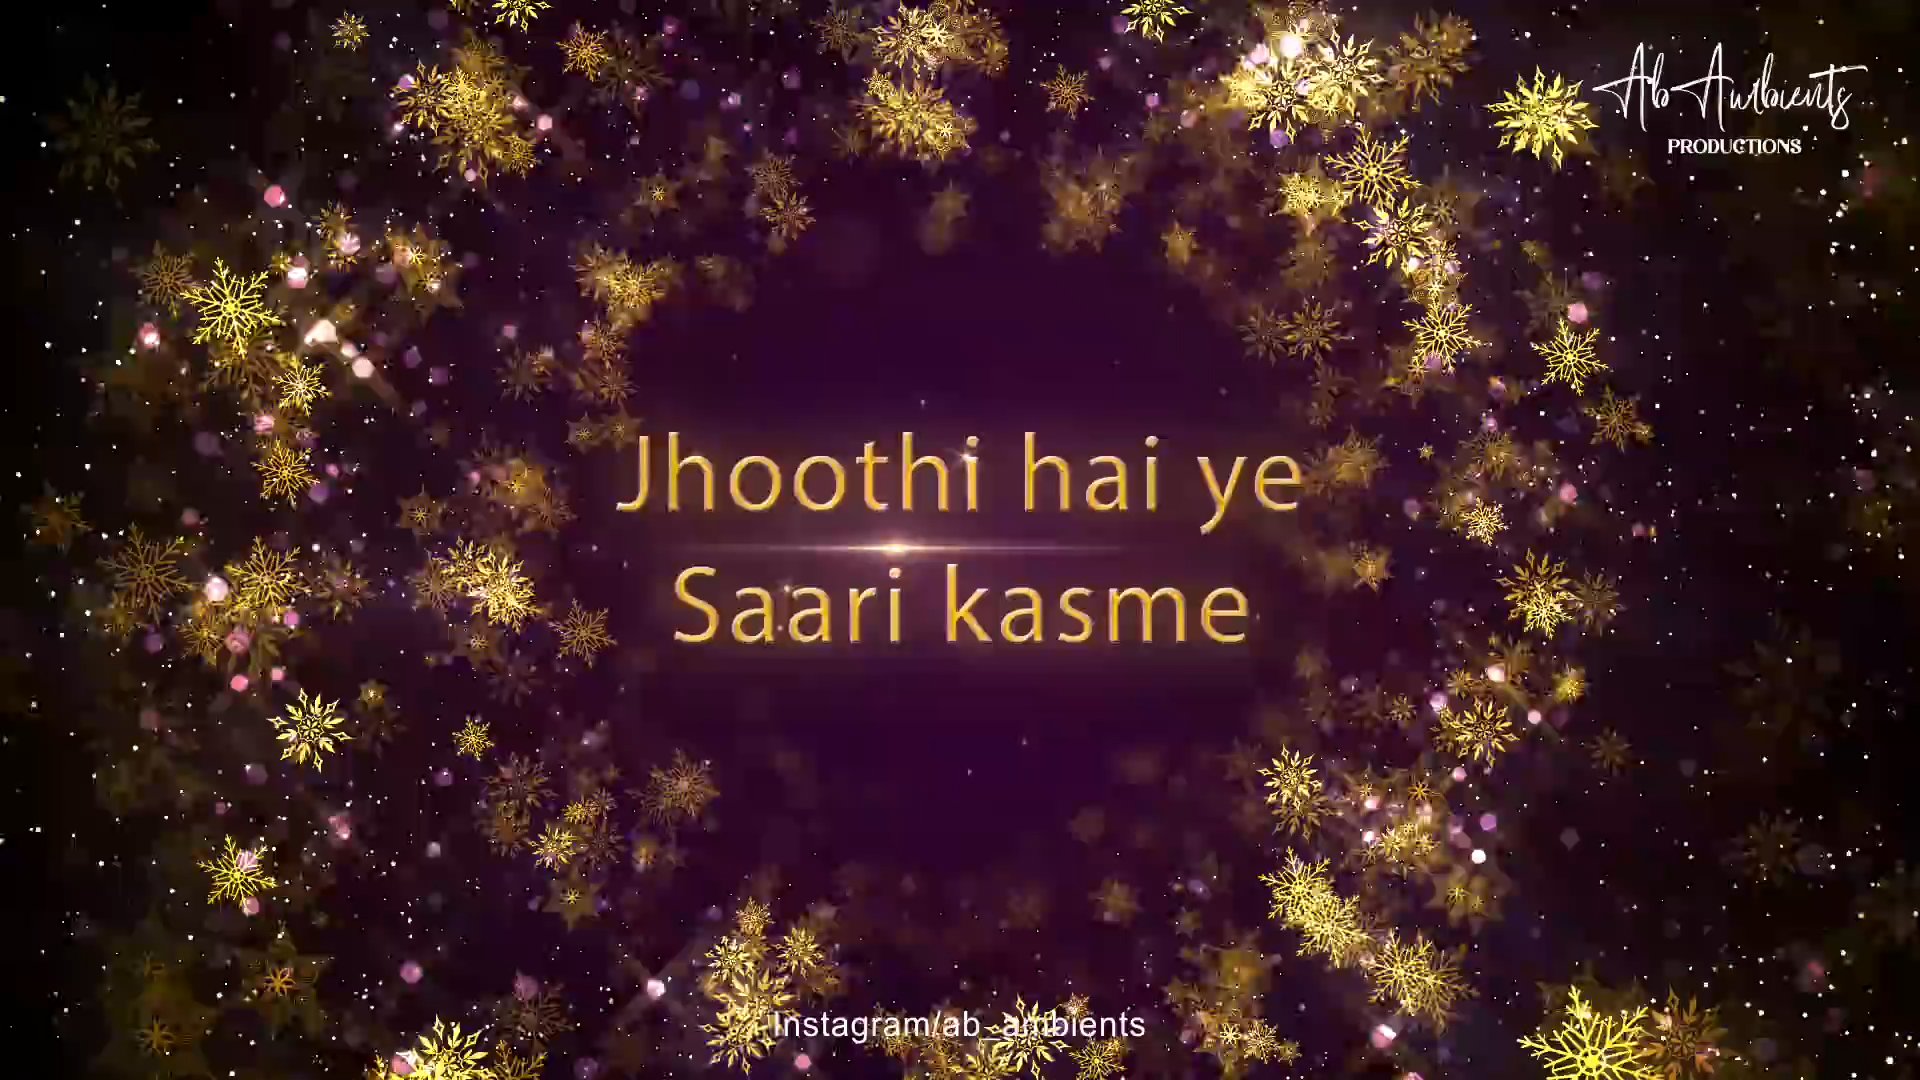 Ab Ambients
PRODUCTIONS
Jhoothi hai ye
Saari kasme
Instagram/ab_ambients